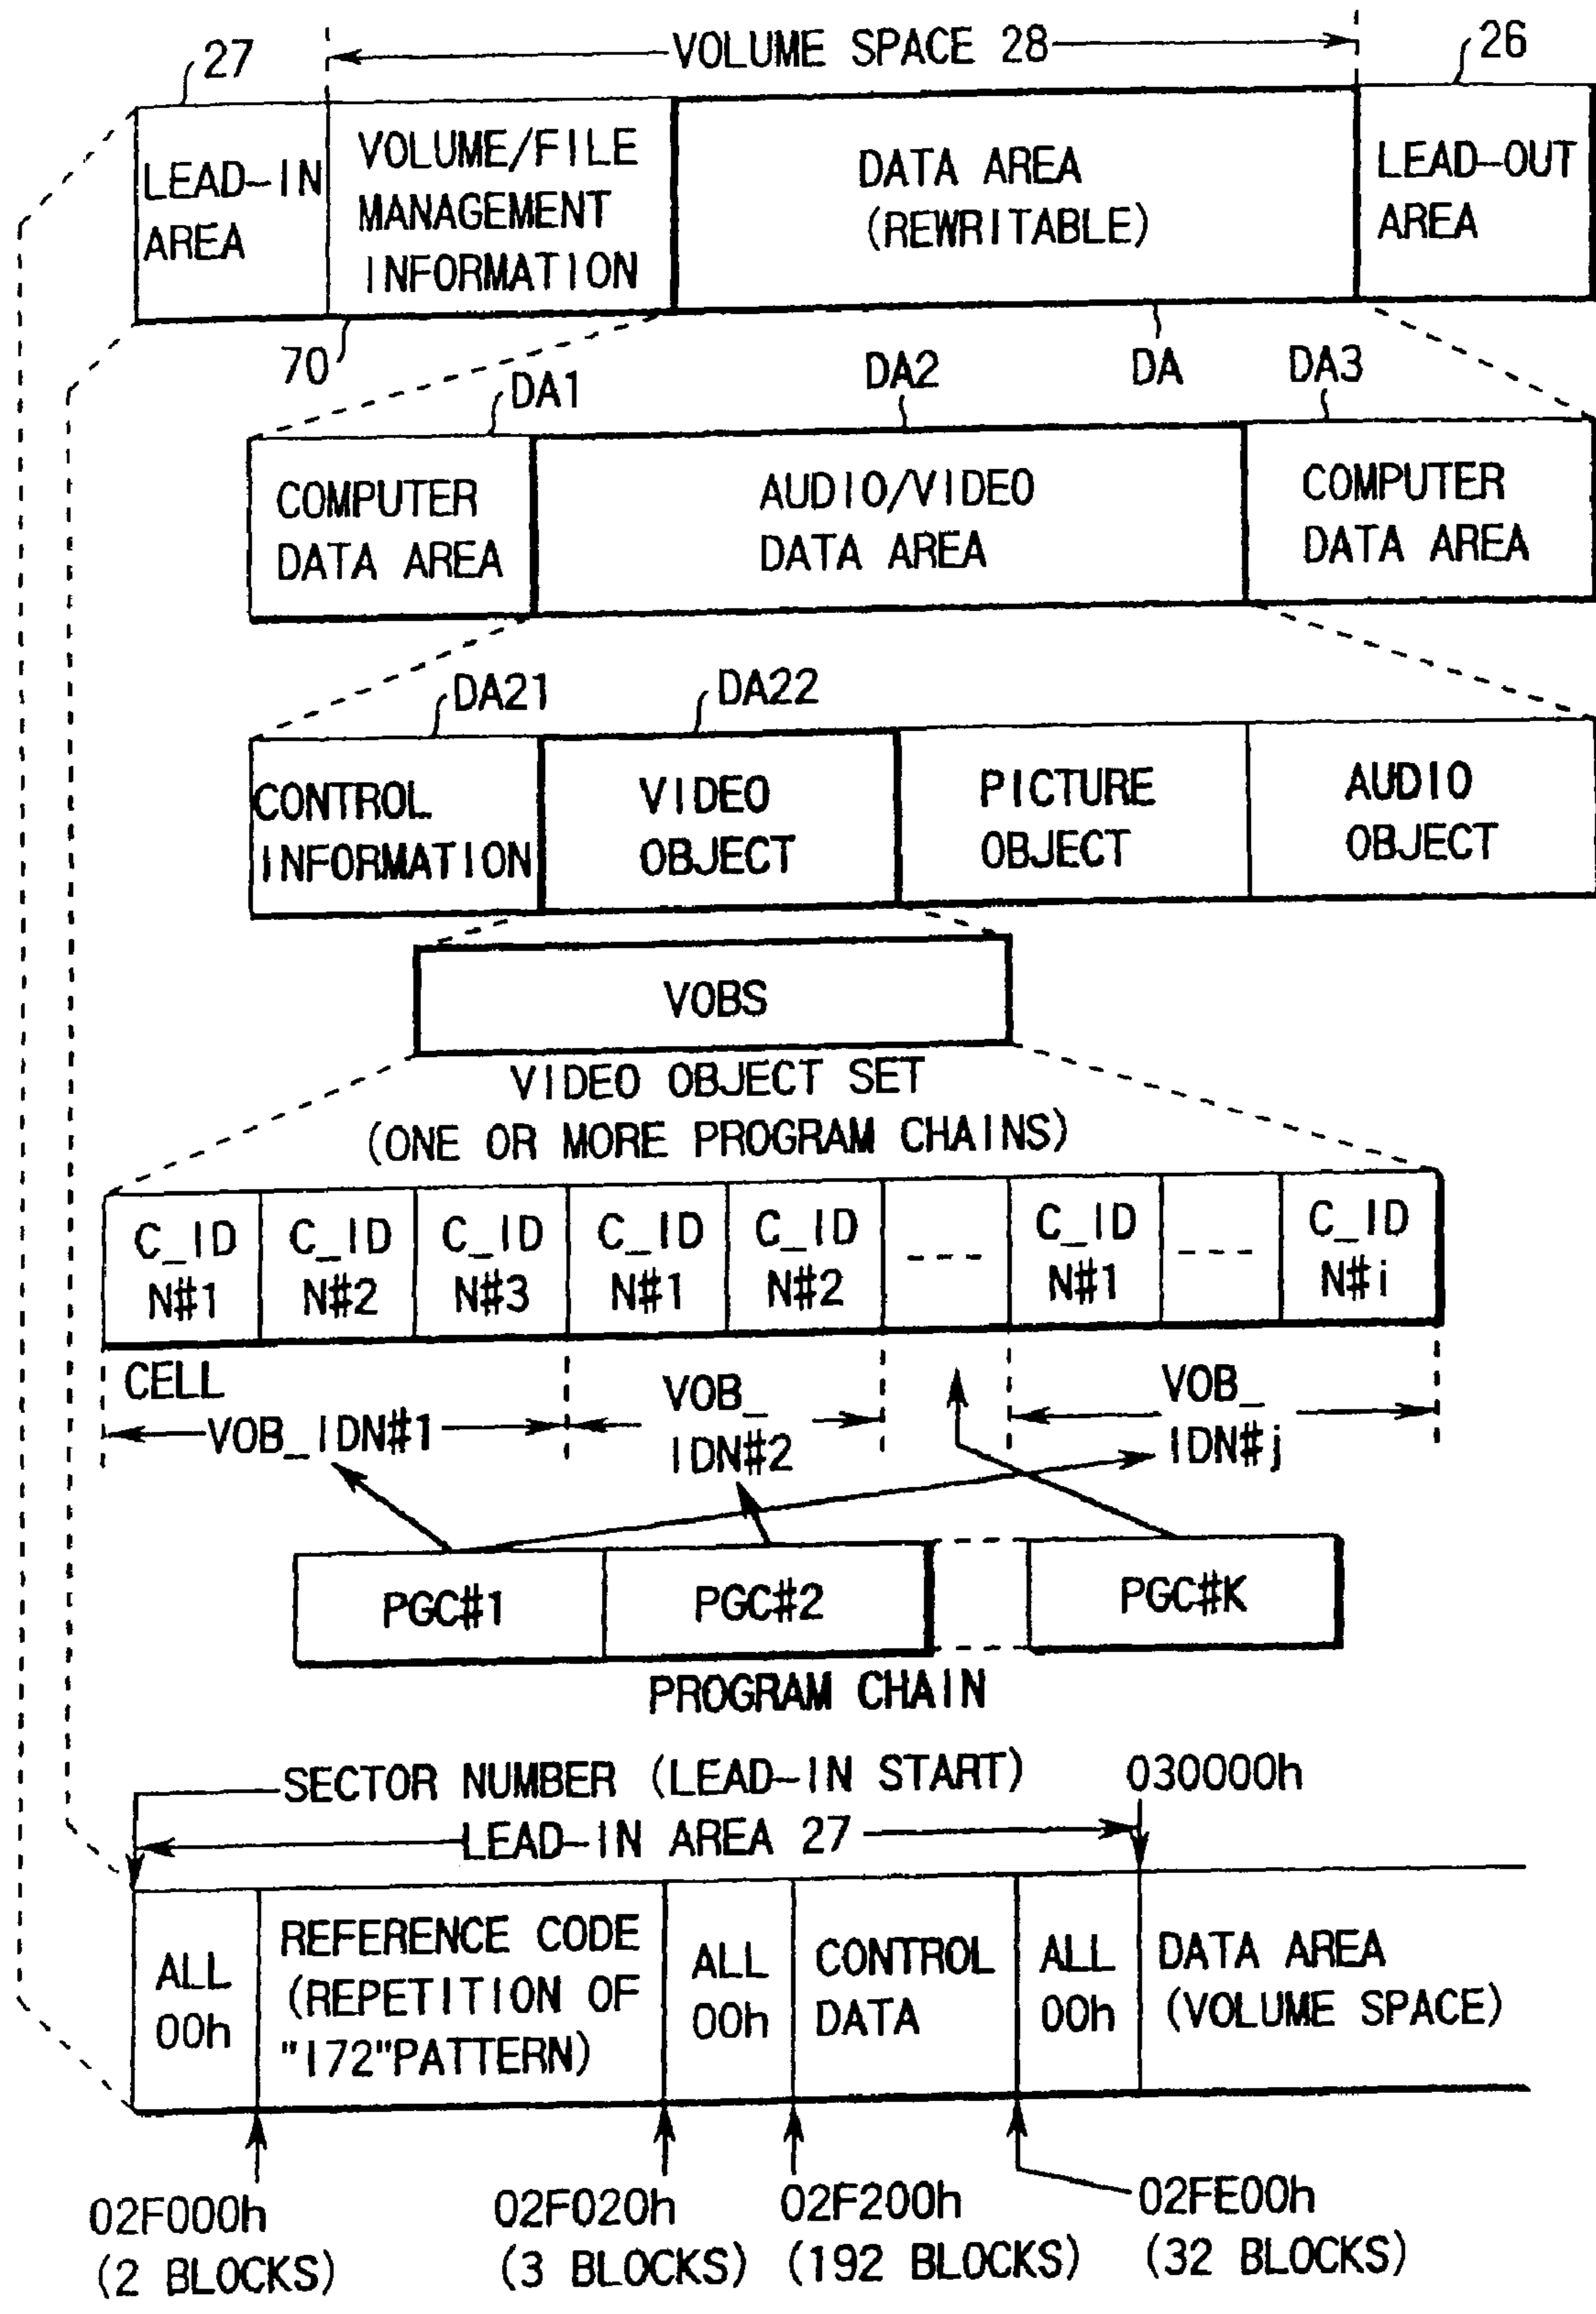 27
VOLUME SPACE 28
26
LEAD-IN
AREA
VOLUME/FILE
MANAGEMENT
INFORMATION
DATA AREA
(REWRITABLE)
LEAD-OUT
AREA
70
DA1
DA2
DA
DA3
COMPUTER
DATA AREA
AUDIO/VIDEO
DATA AREA
COMPUTER
DATA AREA
DA21
DA22
CONTROL
INFORMATION
VIDEO
OBJECT
PICTURE
OBJECT
AUDIO
OBJECT
VOBS
VIDEO OBJECT SET
(ONE OR MORE PROGRAM CHAINS)
C_ID
N#1
C_ID
N#2
C_ID
N#3
C_ID
N#1
C_ID
N#2
---
C_ID
N#1
----
C_ID
N#i
CELL
VOB_IDN#1
VOB_
IDN#2
VOB_
IDN#j
PGC#1
PGC#2
PGC#K
PROGRAM CHAIN
SECTOR NUMBER (LEAD-IN START)
030000h
LEAD-IN AREA 27
ALL
00h
REFERENCE CODE
(REPETITION OF
"172"PATTERN)
ALL
00h
CONTROL
DATA
ALL
00h
DATA AREA
(VOLUME SPACE)
02F000h
(2 BLOCKS)
02F020h
(3 BLOCKS)
02F200h
(192 BLOCKS)
02FE00h
(32 BLOCKS)